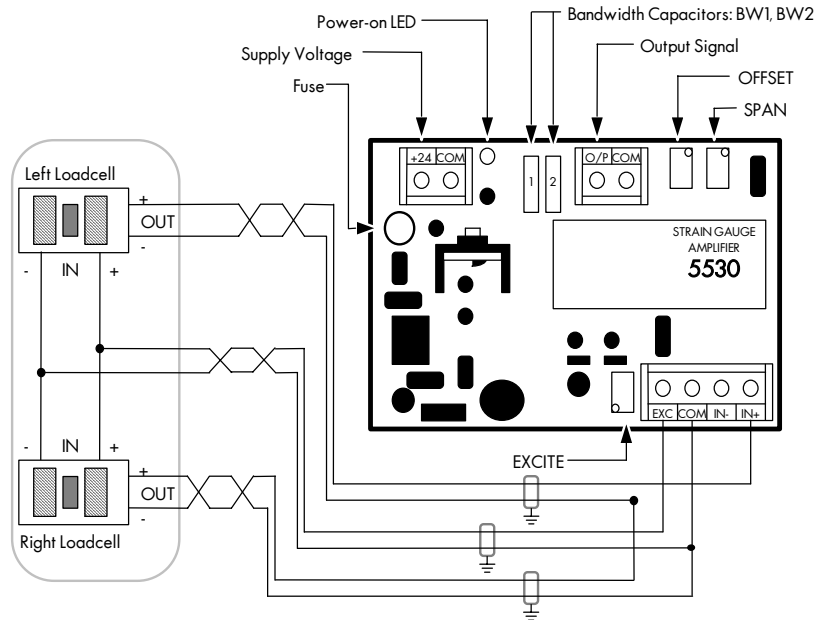 Power-on LED
Bandwidth Capacitors: BW1, BW2
Supply Voltage
Output Signal
Fuse
OFFSET
SPAN
+24 COM
1 2
O/P COM
Left Loadcell
+
OUT
-
- IN +
STRAIN GAUGE
AMPLIFIER
5530
- IN +
+
OUT
-
Right Loadcell
EXC COM IN- IN+
EXCITE